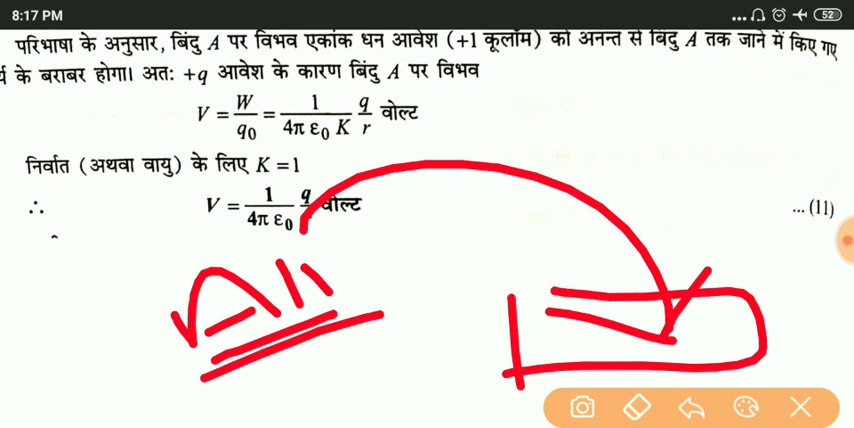 8:17 PM ... 52
परिभाषा के अनुसार, बिंदु A पर विभव एकांक धन आवेश (+1 कूलॉम) को अनन्त से बिंदु A तक जाने में किए गए
र्य के बराबर होगा। अतः +q आवेश के कारण बिंदु A पर विभव
V = W/q₀ = 1/4π ε₀ K q/r वोल्ट
निर्वात (अथवा वायु) के लिए K = 1
∴ V = 1/4π ε₀ q वोल्ट ... (11)